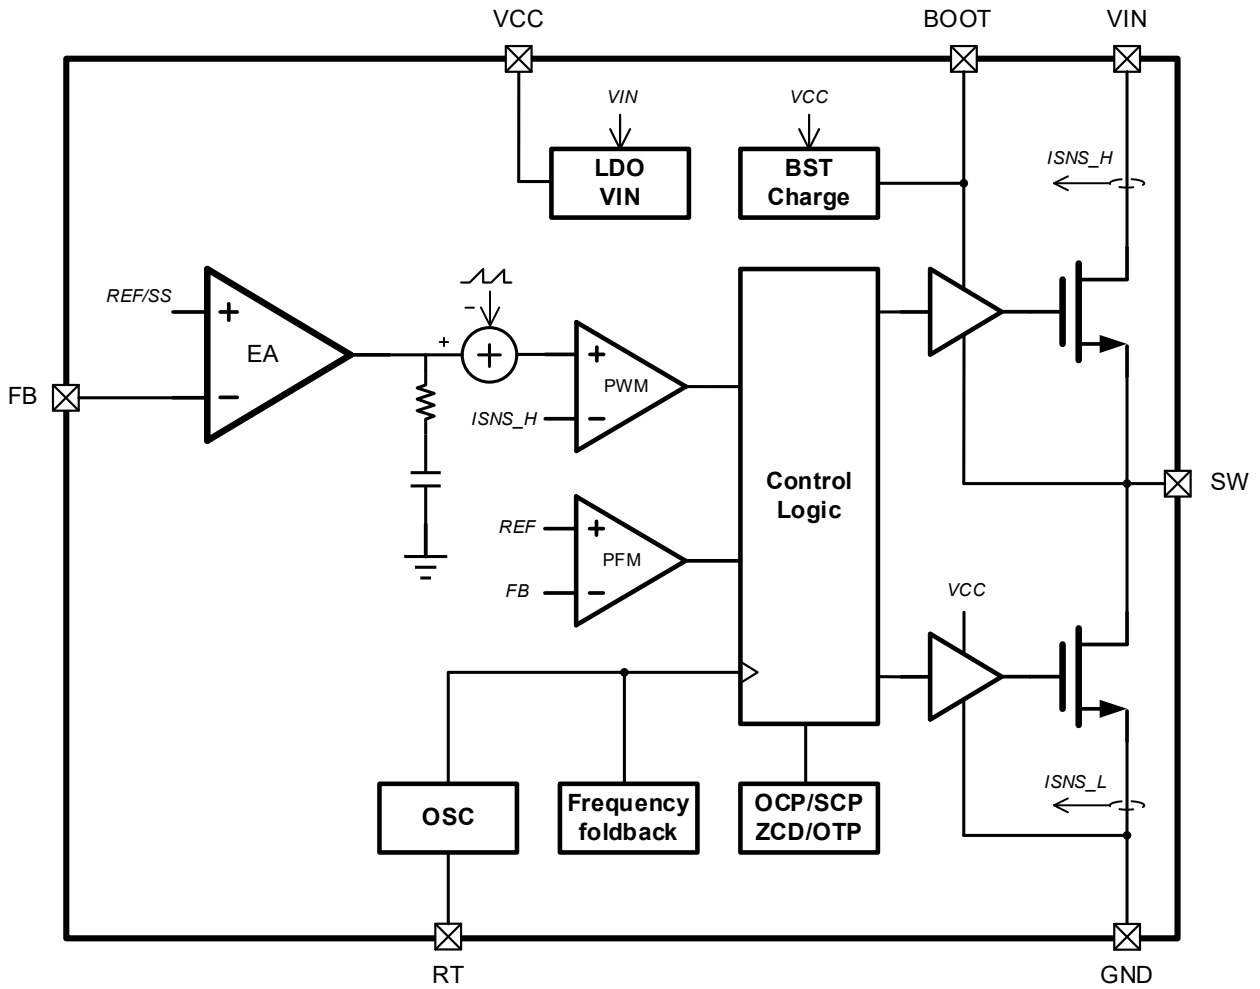 VCC
BOOT
VIN
VIN
VCC
LDO
VIN
BST
Charge
ISNS_H
REF/SS
+
EA
−
FB
−
+
+
+
PWM
ISNS_H
−
Control
Logic
SW
REF
+
PFM
FB
−
VCC
ISNS_L
OSC
Frequency
foldback
OCP/SCP
ZCD/OTP
RT
GND